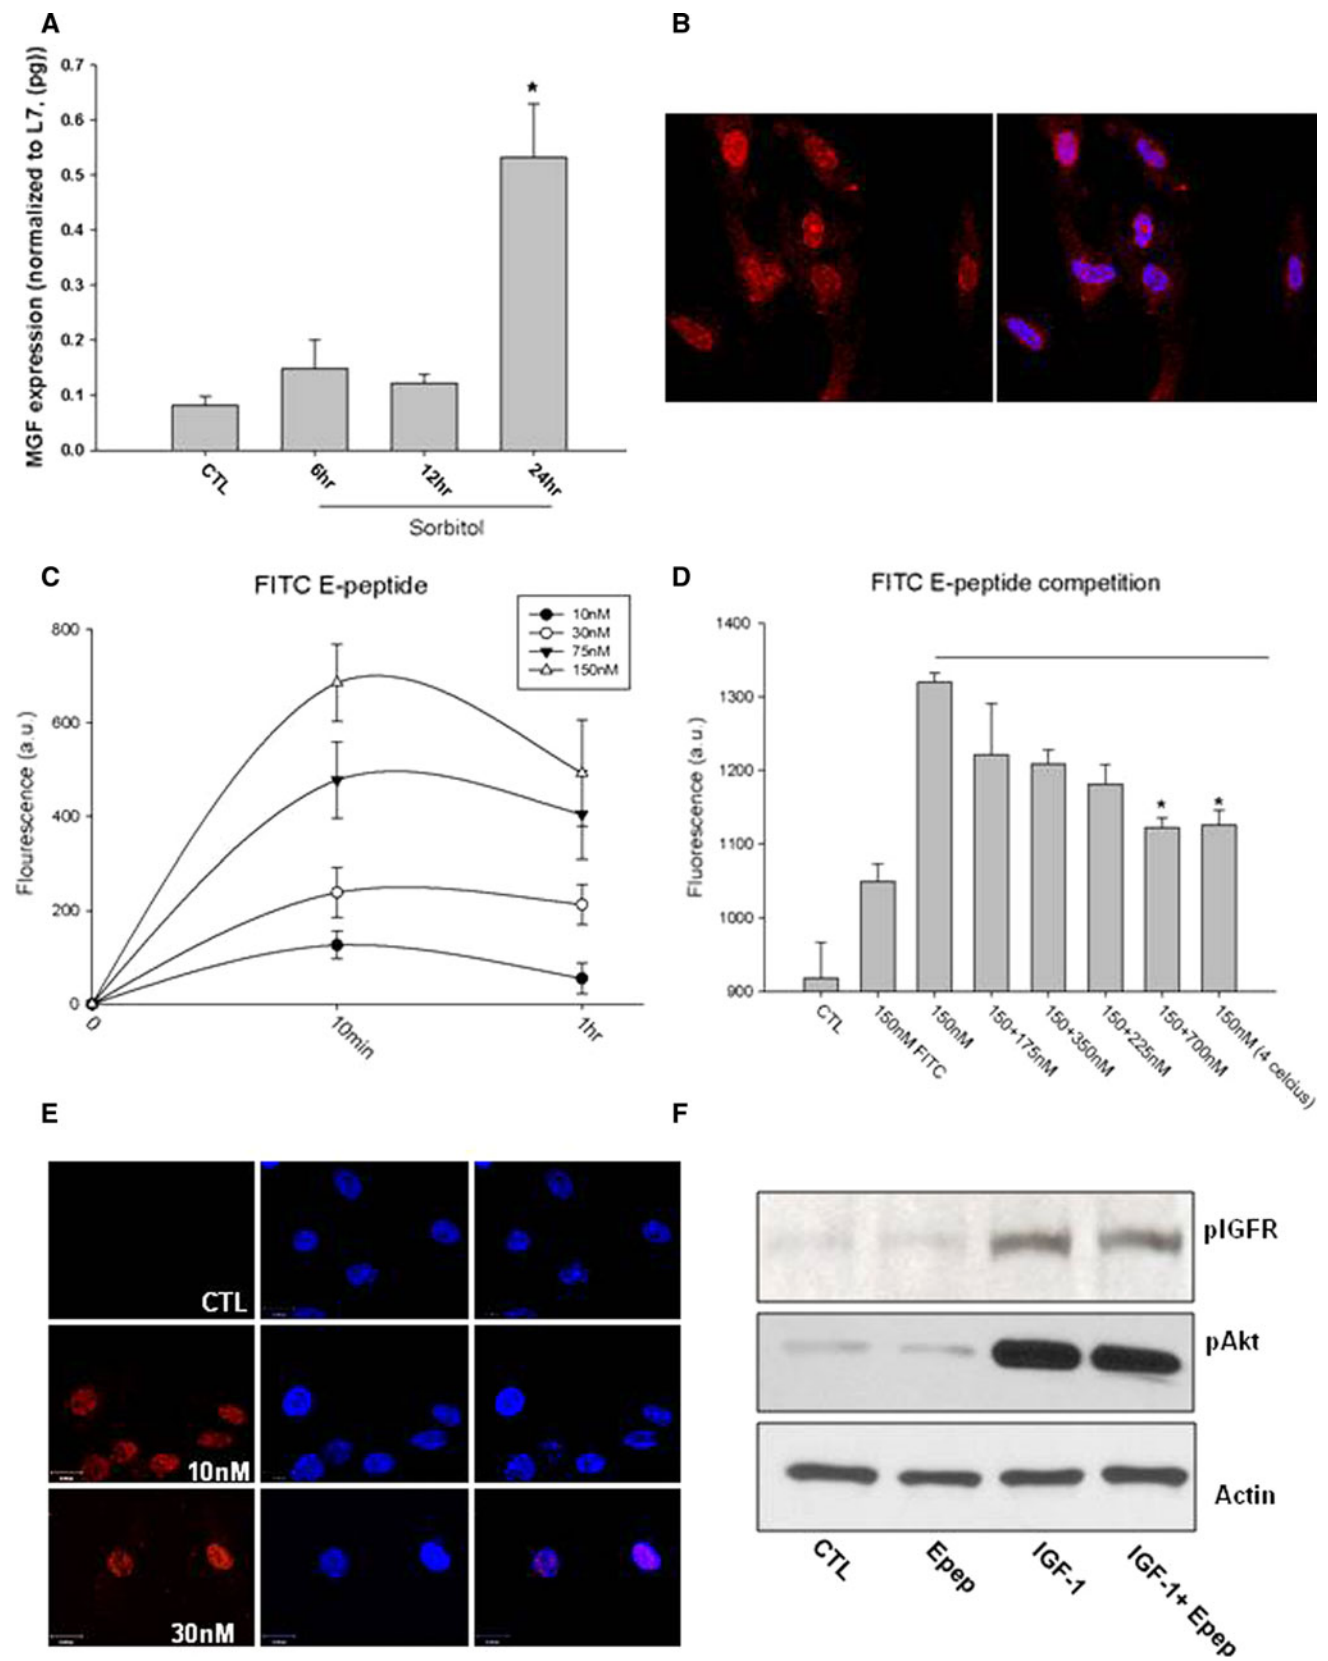 A
MGF expression (normalized to L7, (pg))
0.7
0.6
0.5
0.4
0.3
0.2
0.1
0.0
*
CTL
6hr
12hr
24hr
Sorbitol
B
C
FITC E-peptide
Flourescence (a.u.)
800
600
400
200
0
10nM
30nM
75nM
150nM
0
10min
1hr
D
FITC E-peptide competition
Fluorescence (a.u.)
1400
1300
1200
1100
1000
900
*
*
CTL
150nM FITC
150nM
150+175nM
150+350nM
150+225nM
150+700nM
150nM (4 celcius)
E
CTL
10nM
30nM
F
pIGFR
pAkt
Actin
CTL
Epep
IGF-1
IGF-1+ Epep